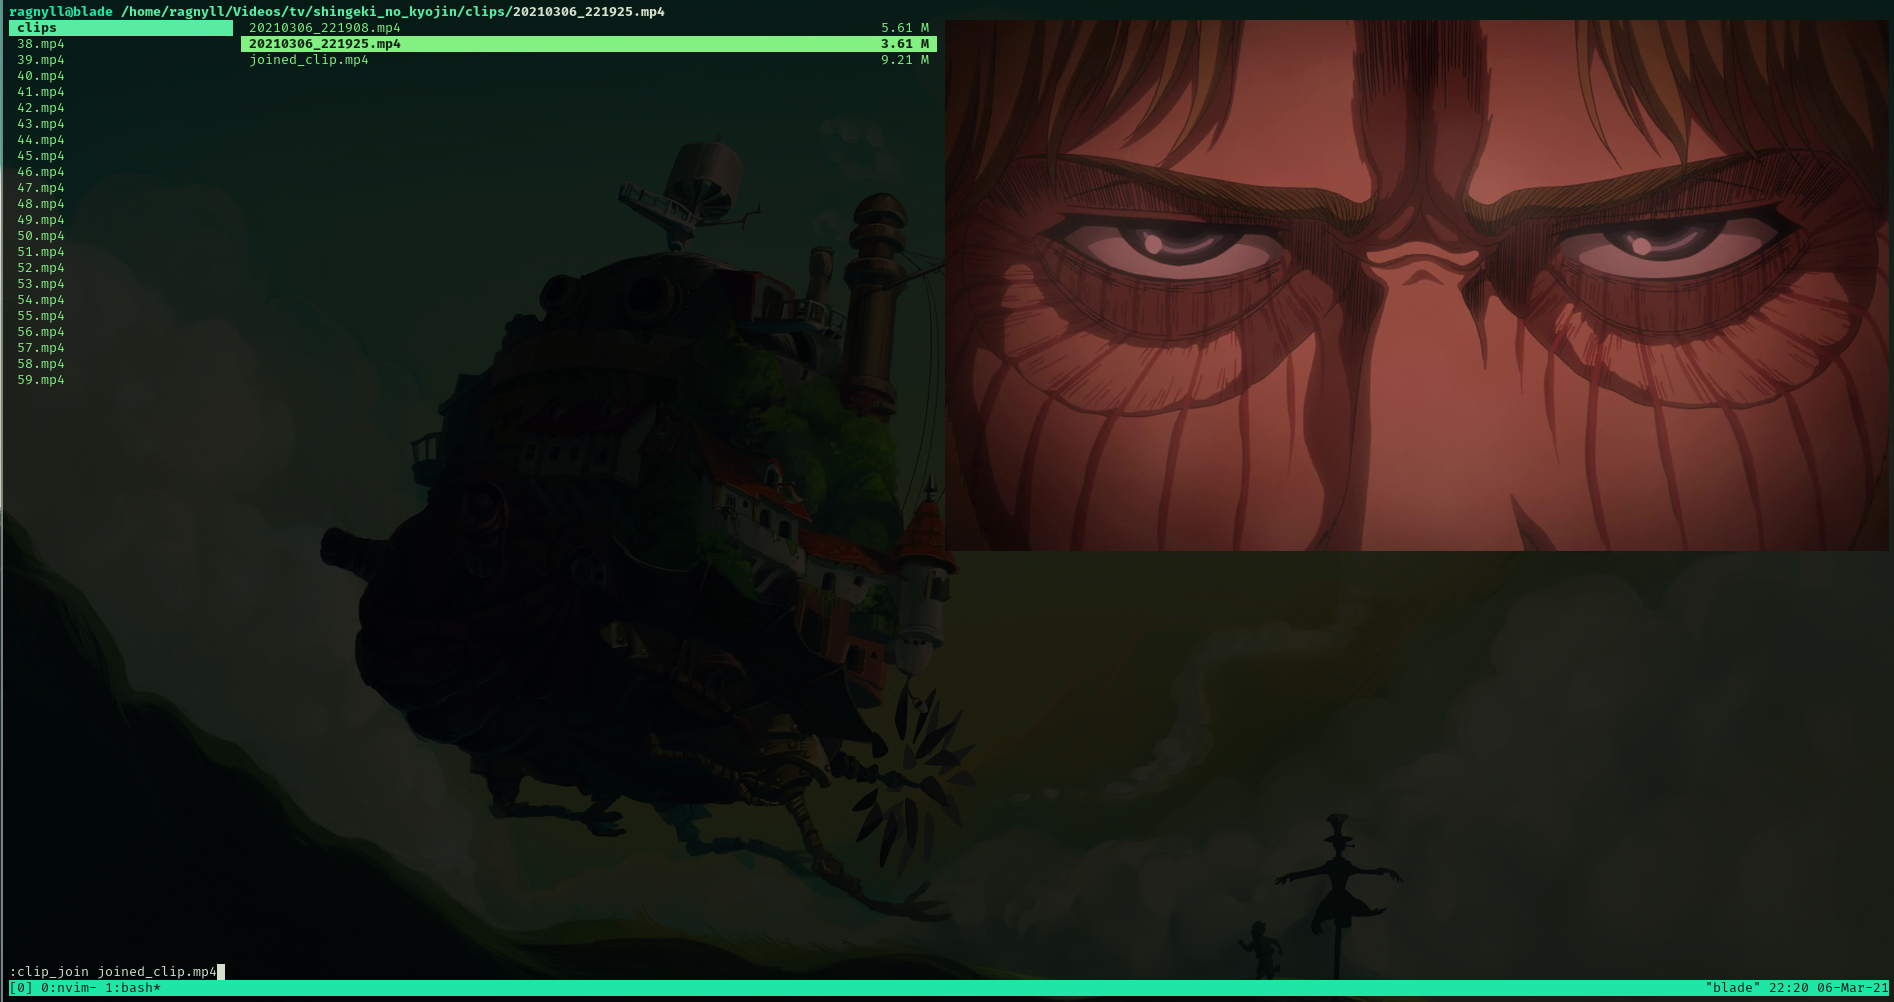 ragnyll@blade /home/ragnyll/Videos/tv/shingeki_no_kyojin/clips/20210306_221925.mp4
clips
38.mp4
39.mp4
40.mp4
41.mp4
42.mp4
43.mp4
44.mp4
45.mp4
46.mp4
47.mp4
48.mp4
49.mp4
50.mp4
51.mp4
52.mp4
53.mp4
54.mp4
55.mp4
56.mp4
57.mp4
58.mp4
59.mp4
20210306_221908.mp4 5.61 M
20210306_221925.mp4 3.61 M
joined_clip.mp4 9.21 M
:clip_join joined_clip.mp4
[0] 0:nvim- 1:bash* "blade" 22:20 06-Mar-21